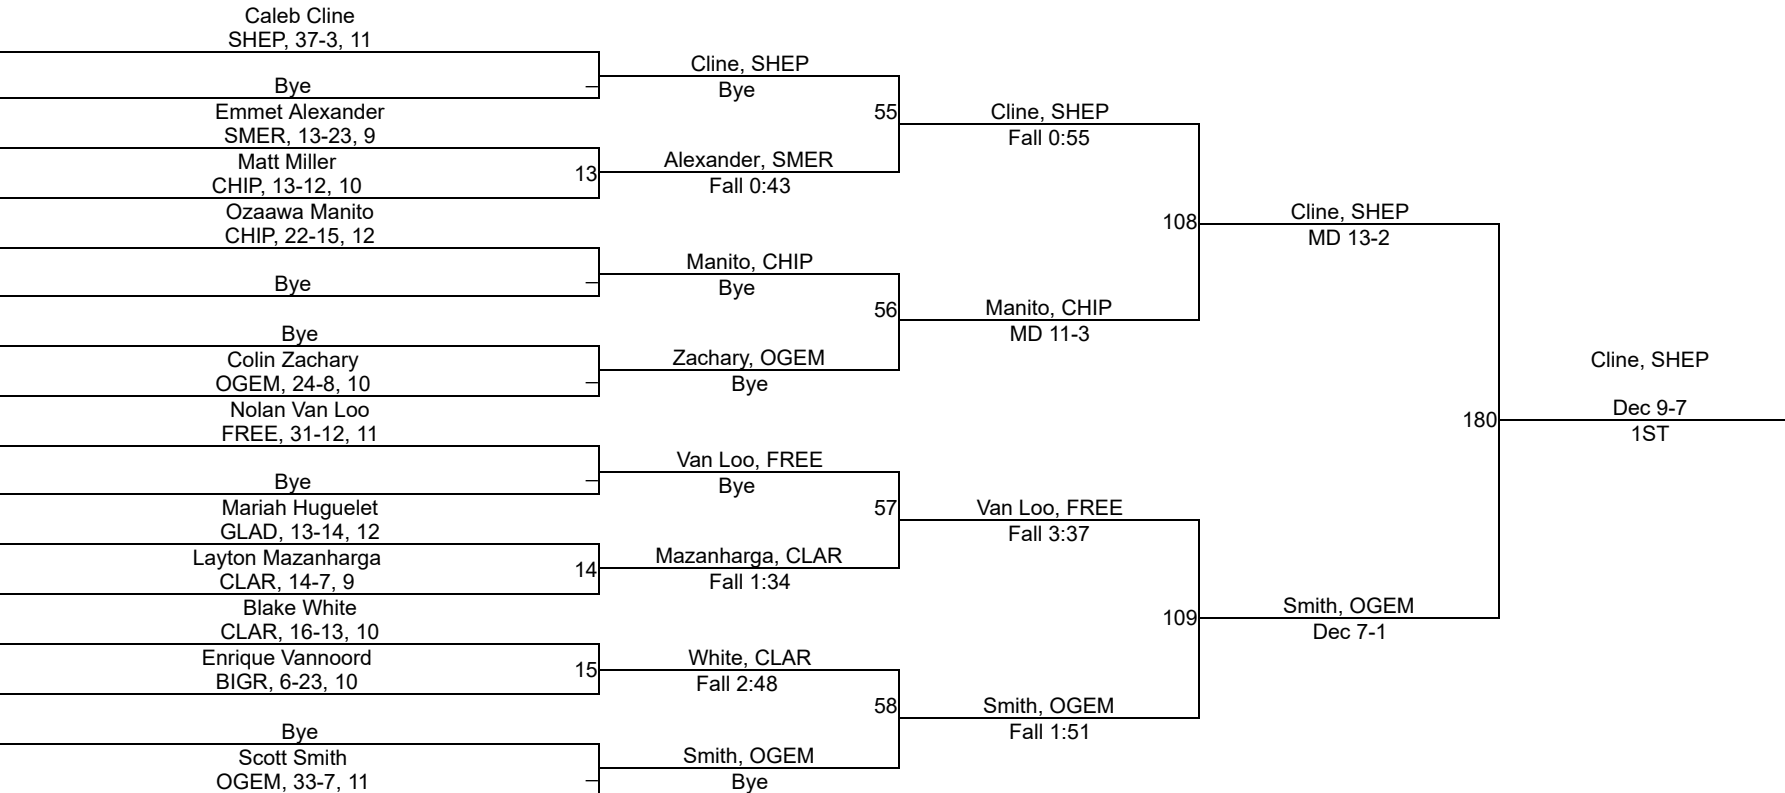 Caleb Cline
SHEP, 37-3, 11
Bye
Emmet Alexander
SMER, 13-23, 9
Matt Miller
CHIP, 13-12, 10
13
Ozaawa Manito
CHIP, 22-15, 12
Bye
Bye
Colin Zachary
OGEM, 24-8, 10
Nolan Van Loo
FREE, 31-12, 11
Bye
Mariah Huguelet
GLAD, 13-14, 12
Layton Mazanharga
CLAR, 14-7, 9
14
Blake White
CLAR, 16-13, 10
Enrique Vannoord
BIGR, 6-23, 10
15
Bye
Scott Smith
OGEM, 33-7, 11
Cline, SHEP
Bye
55
Alexander, SMER
Fall 0:43
Manito, CHIP
Bye
56
Zachary, OGEM
Bye
Van Loo, FREE
Bye
57
Mazanharga, CLAR
Fall 1:34
White, CLAR
Fall 2:48
58
Smith, OGEM
Bye
Cline, SHEP
Fall 0:55
108
Manito, CHIP
MD 11-3
Van Loo, FREE
Fall 3:37
109
Smith, OGEM
Fall 1:51
Cline, SHEP
MD 13-2
180
Smith, OGEM
Dec 7-1
Cline, SHEP
Dec 9-7
1ST